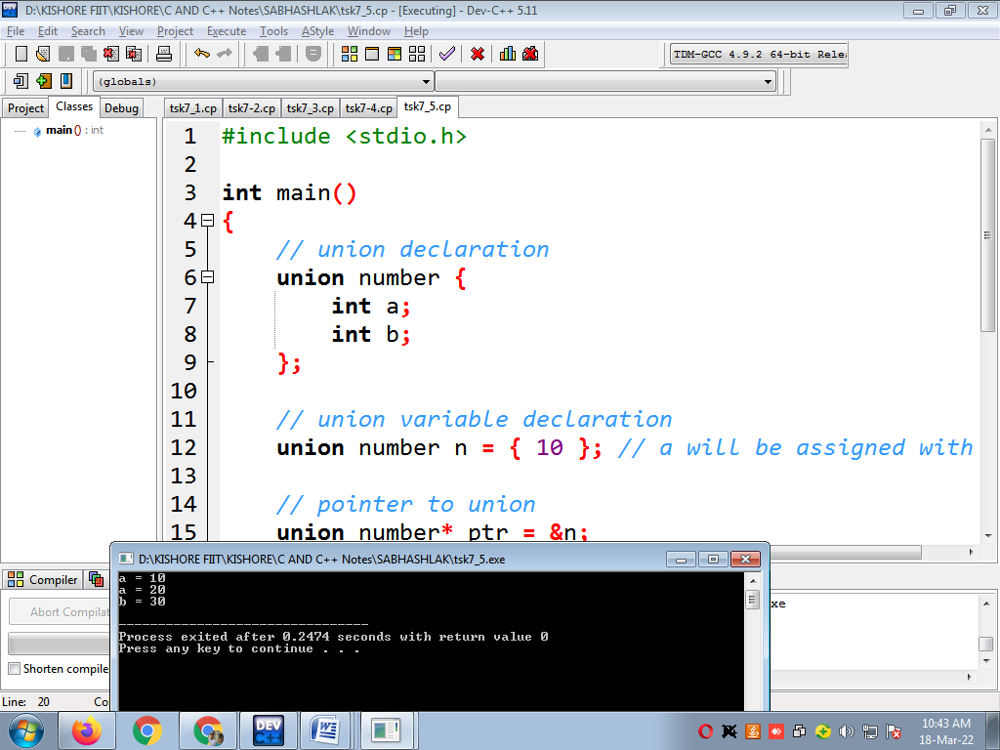 D:\KISHORE FIIT\KISHORE\C AND C++ Notes\SABHASHLAK\tsk7_5.cp - [Executing] - Dev-C++ 5.11
File Edit Search View Project Execute Tools AStyle Window Help
TDM-GCC 4.9.2 64-bit Rele
(globals)
Project Classes Debug
tsk7_1.cp tsk7-2.cp tsk7_3.cp tsk7-4.cp tsk7_5.cp
main () : int
1 #include <stdio.h>
2
3 int main()
4 {
5 // union declaration
6 union number {
7 int a;
8 int b;
9 };
10
11 // union variable declaration
12 union number n = { 10 }; // a will be assigned with
13
14 // pointer to union
15 union number* ptr = &n;
D:\KISHORE FIIT\KISHORE\C AND C++ Notes\SABHASHLAK\tsk7_5.exe
a = 10
a = 20
b = 30
--------------------------------
Process exited after 0.2474 seconds with return value 0
Press any key to continue . . .
Compiler
Abort Compilat
xe
Shorten compile
Line: 20 Co
DEV C++
10:43 AM
18-Mar-22